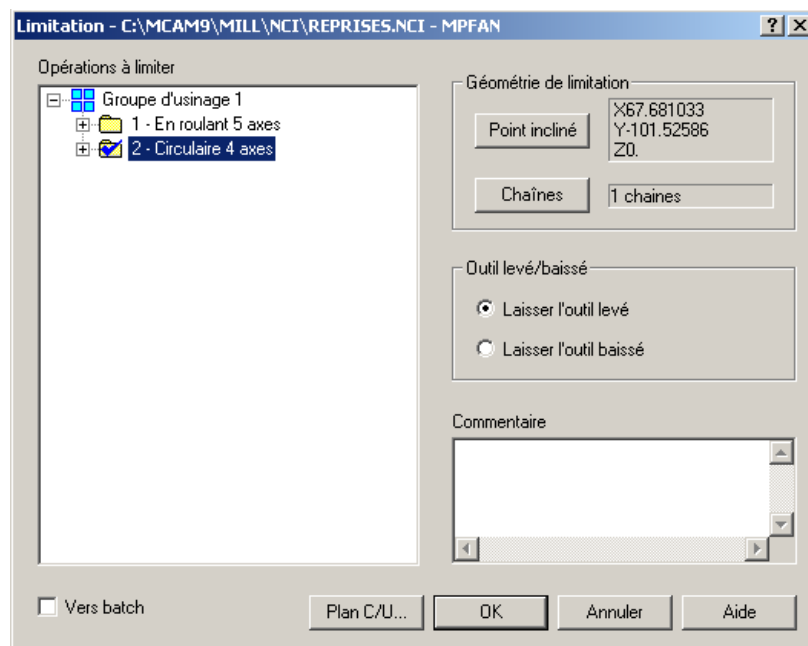 Limitation - C:\MCAM9\MILL\NCI\REPRISES.NCI - MPFAN
Opérations à limiter
Groupe d'usinage 1
1 - En roulant 5 axes
2 - Circulaire 4 axes
Géométrie de limitation
Point incliné
X67.681033
Y-101.52586
Z0.
Chaînes
1 chaines
Outil levé/baissé
Laisser l'outil levé
Laisser l'outil baissé
Commentaire
Vers batch
Plan C/U...
OK
Annuler
Aide